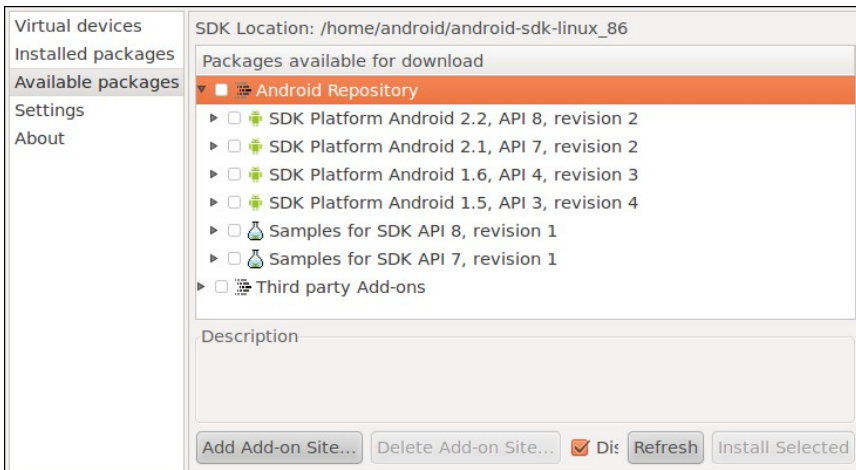 Virtual devices
Installed packages
Available packages
Settings
About
SDK Location: /home/android/android-sdk-linux_86
Packages available for download
Android Repository
SDK Platform Android 2.2, API 8, revision 2
SDK Platform Android 2.1, API 7, revision 2
SDK Platform Android 1.6, API 4, revision 3
SDK Platform Android 1.5, API 3, revision 4
Samples for SDK API 8, revision 1
Samples for SDK API 7, revision 1
Third party Add-ons
Description
Add Add-on Site... Delete Add-on Site... Dis Refresh Install Selected